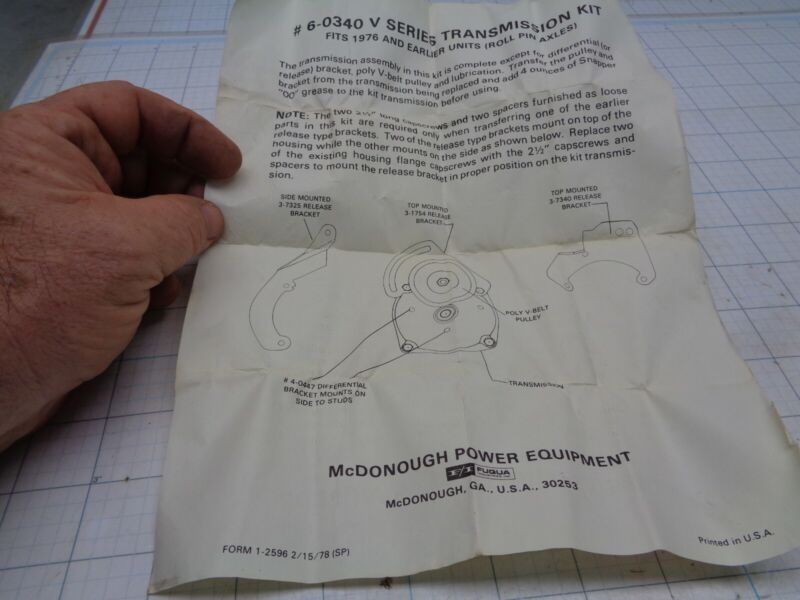 # 6-0340 V SERIES TRANSMISSION KIT
FITS 1976 AND EARLIER UNITS (ROLL PIN AXLES)
The transmission assembly in this kit is complete except for differential (or
release) bracket, poly V-belt pulley and lubrication. Transfer the pulley and
bracket from the transmission being replaced and add 4 ounces of Snapper
"00" grease to the kit transmission before using.
NOTE: The two 2½" long capscrews and two spacers furnished as loose
parts in this kit are required only when transferring one of the earlier
release type brackets. Two of the release type brackets mount on top of the
housing while the other mounts on the side as shown below. Replace two
of the existing housing flange capscrews with the 2½" capscrews and
spacers to mount the release bracket in proper position on the kit transmis-
sion.
SIDE MOUNTED
3-7325 RELEASE
BRACKET
TOP MOUNTED
3-1754 RELEASE
BRACKET
TOP MOUNTED
3-7340 RELEASE
BRACKET
POLY V-BELT
PULLEY
# 4-0447 DIFFERENTIAL
BRACKET MOUNTS ON
SIDE TO STUDS
TRANSMISSION
McDONOUGH POWER EQUIPMENT
FUQUA
McDONOUGH, GA., U.S.A., 30253
FORM 1-2596 2/15/78 (SP)
Printed in U.S.A.